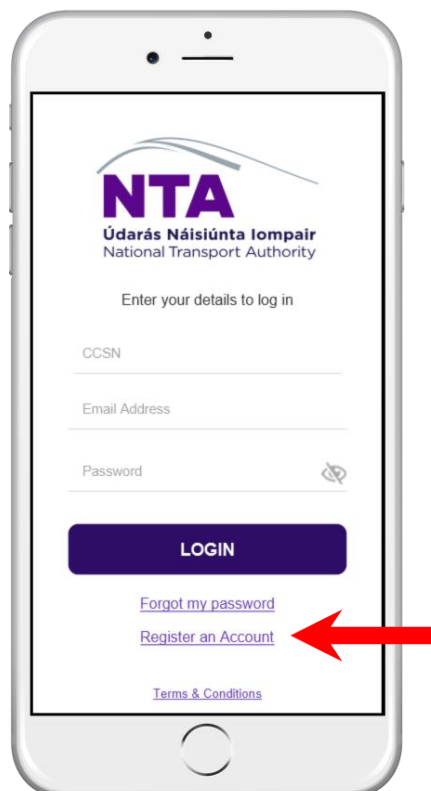 NTA
Údarás Náisiúnta Iompair
National Transport Authority
Enter your details to log in
CCSN
Email Address
Password
LOGIN
Forgot my password
Register an Account
Terms & Conditions